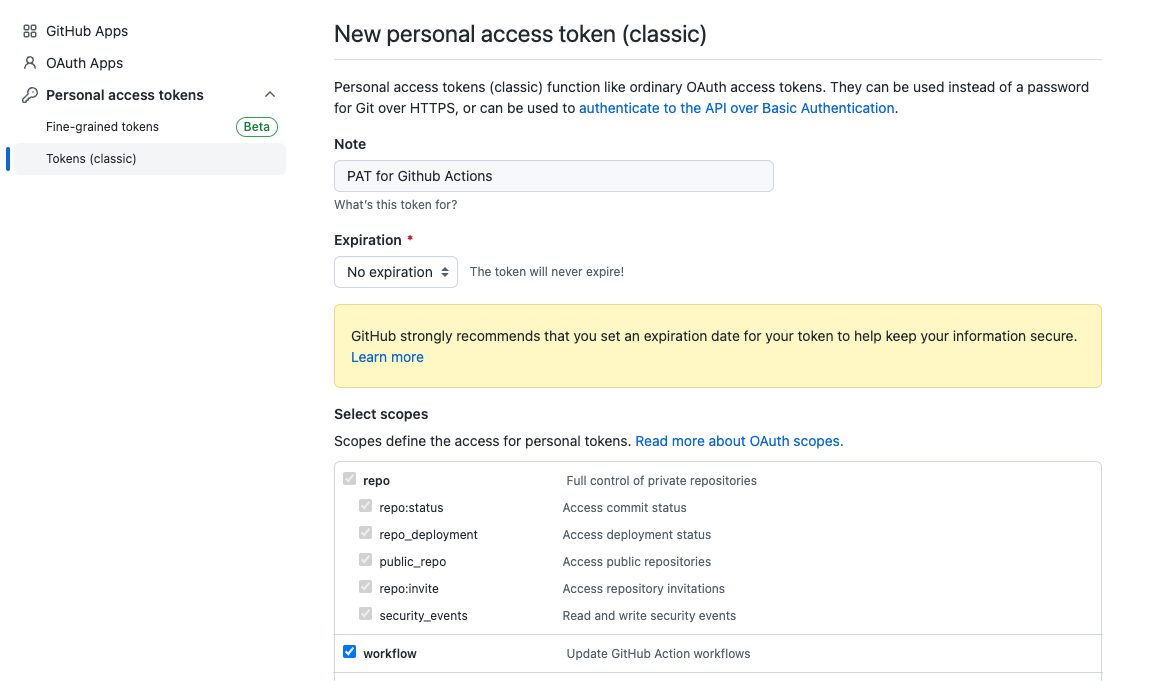 GitHub Apps
OAuth Apps
Personal access tokens
Fine-grained tokens Beta
Tokens (classic)
New personal access token (classic)
Personal access tokens (classic) function like ordinary OAuth access tokens. They can be used instead of a password
for Git over HTTPS, or can be used to authenticate to the API over Basic Authentication.
Note
PAT for Github Actions
What's this token for?
Expiration *
No expiration The token will never expire!
GitHub strongly recommends that you set an expiration date for your token to help keep your information secure.
Learn more
Select scopes
Scopes define the access for personal tokens. Read more about OAuth scopes.
repo Full control of private repositories
repo:status Access commit status
repo_deployment Access deployment status
public_repo Access public repositories
repo:invite Access repository invitations
security_events Read and write security events
workflow Update GitHub Action workflows